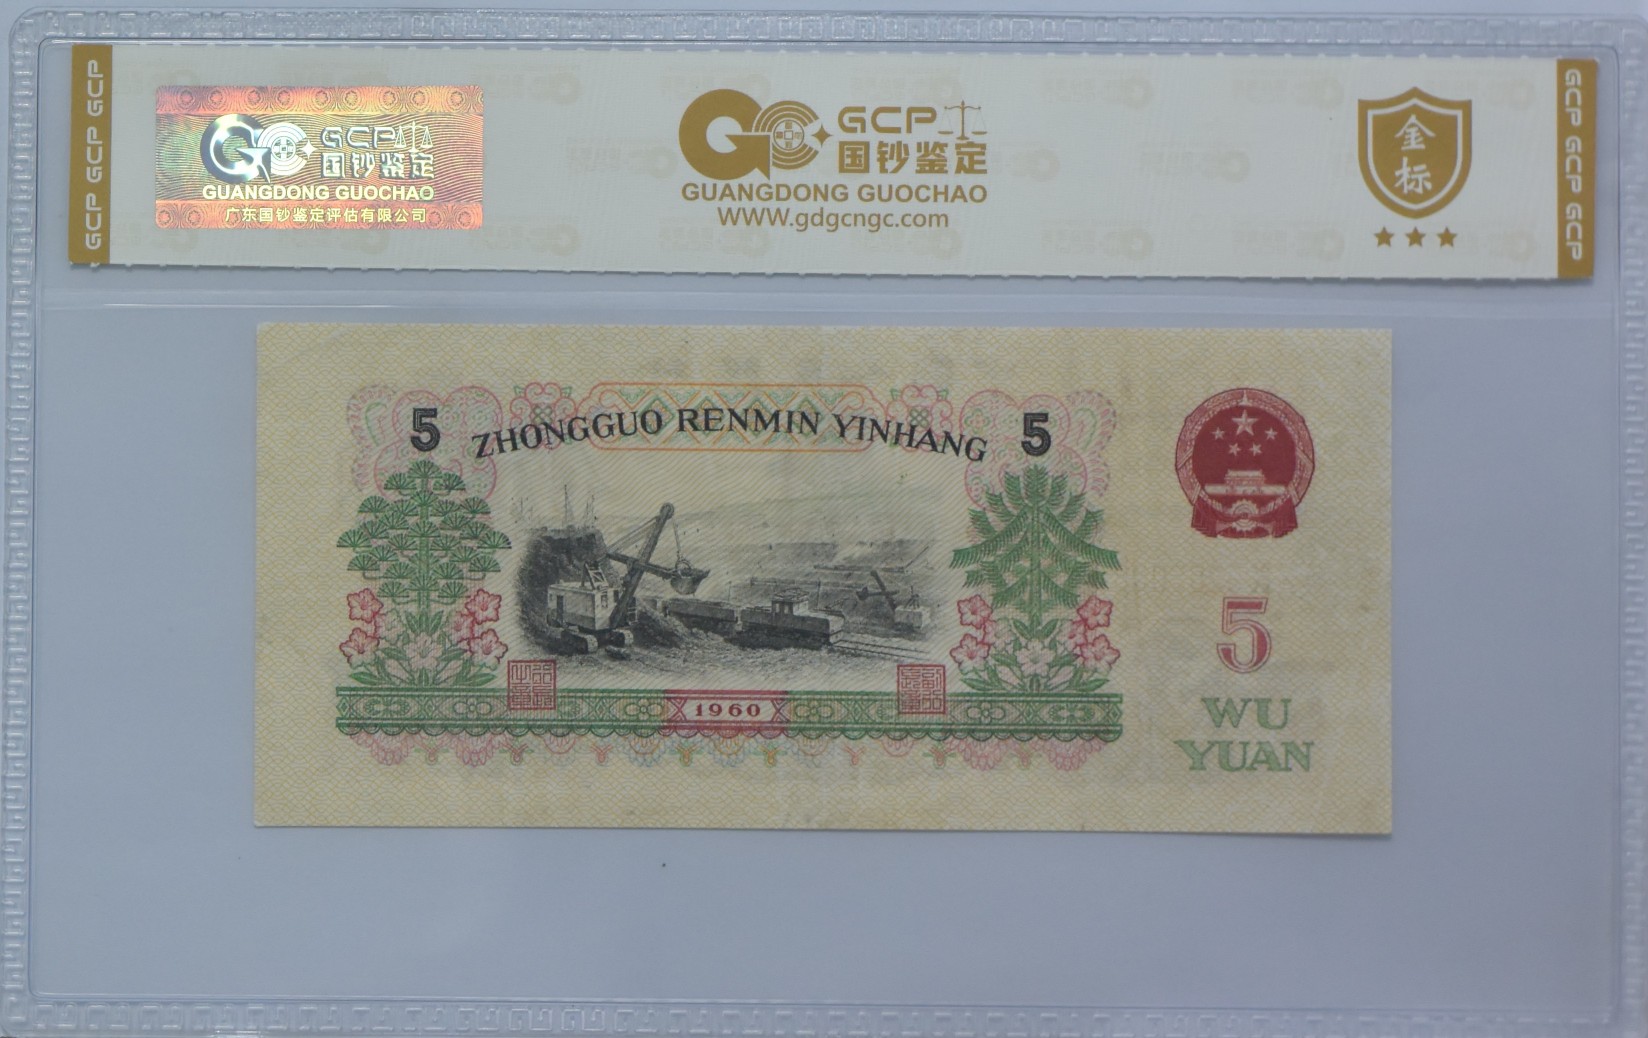 GCP GCP GCP
GCP
国钞鉴定
GUANGDONG GUOCHAO
广东国钞鉴定评估有限公司
GCP
国钞鉴定
GUANGDONG GUOCHAO
WWW.gdgcngc.com
金标
GCP GCP GCP
5 ZHONGGUO RENMIN YINHANG 5
1960
5
WU
YUAN